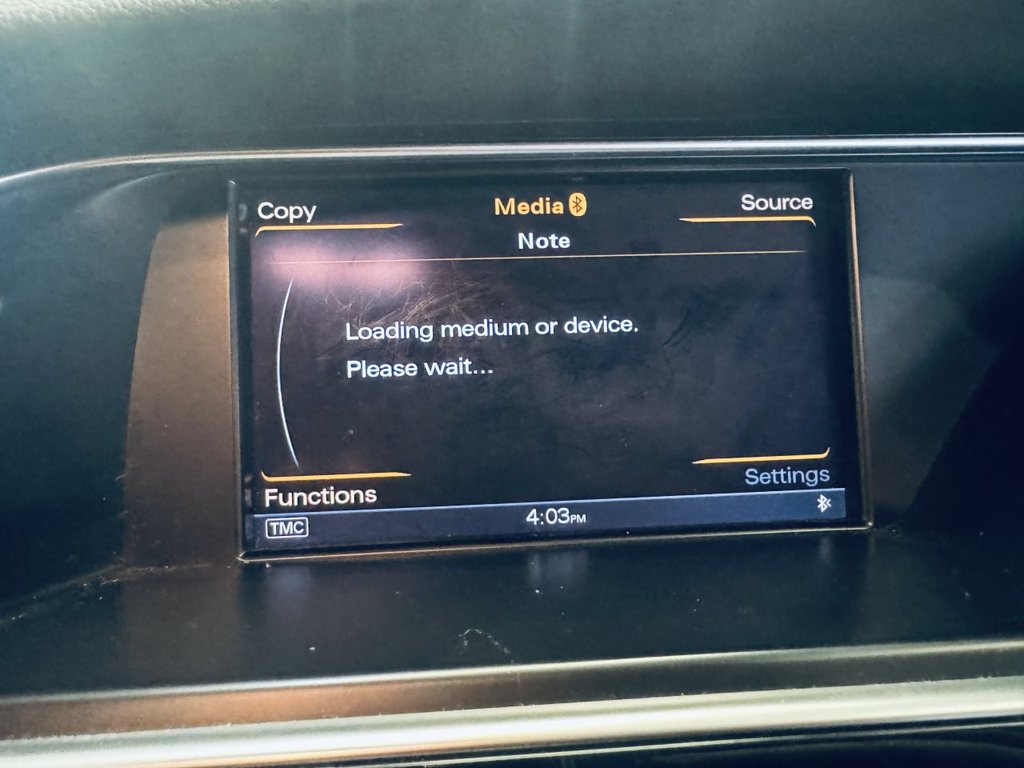 Copy
Media
Source
Note
Loading medium or device.
Please wait...
Functions
Settings
TMC
4:03PM